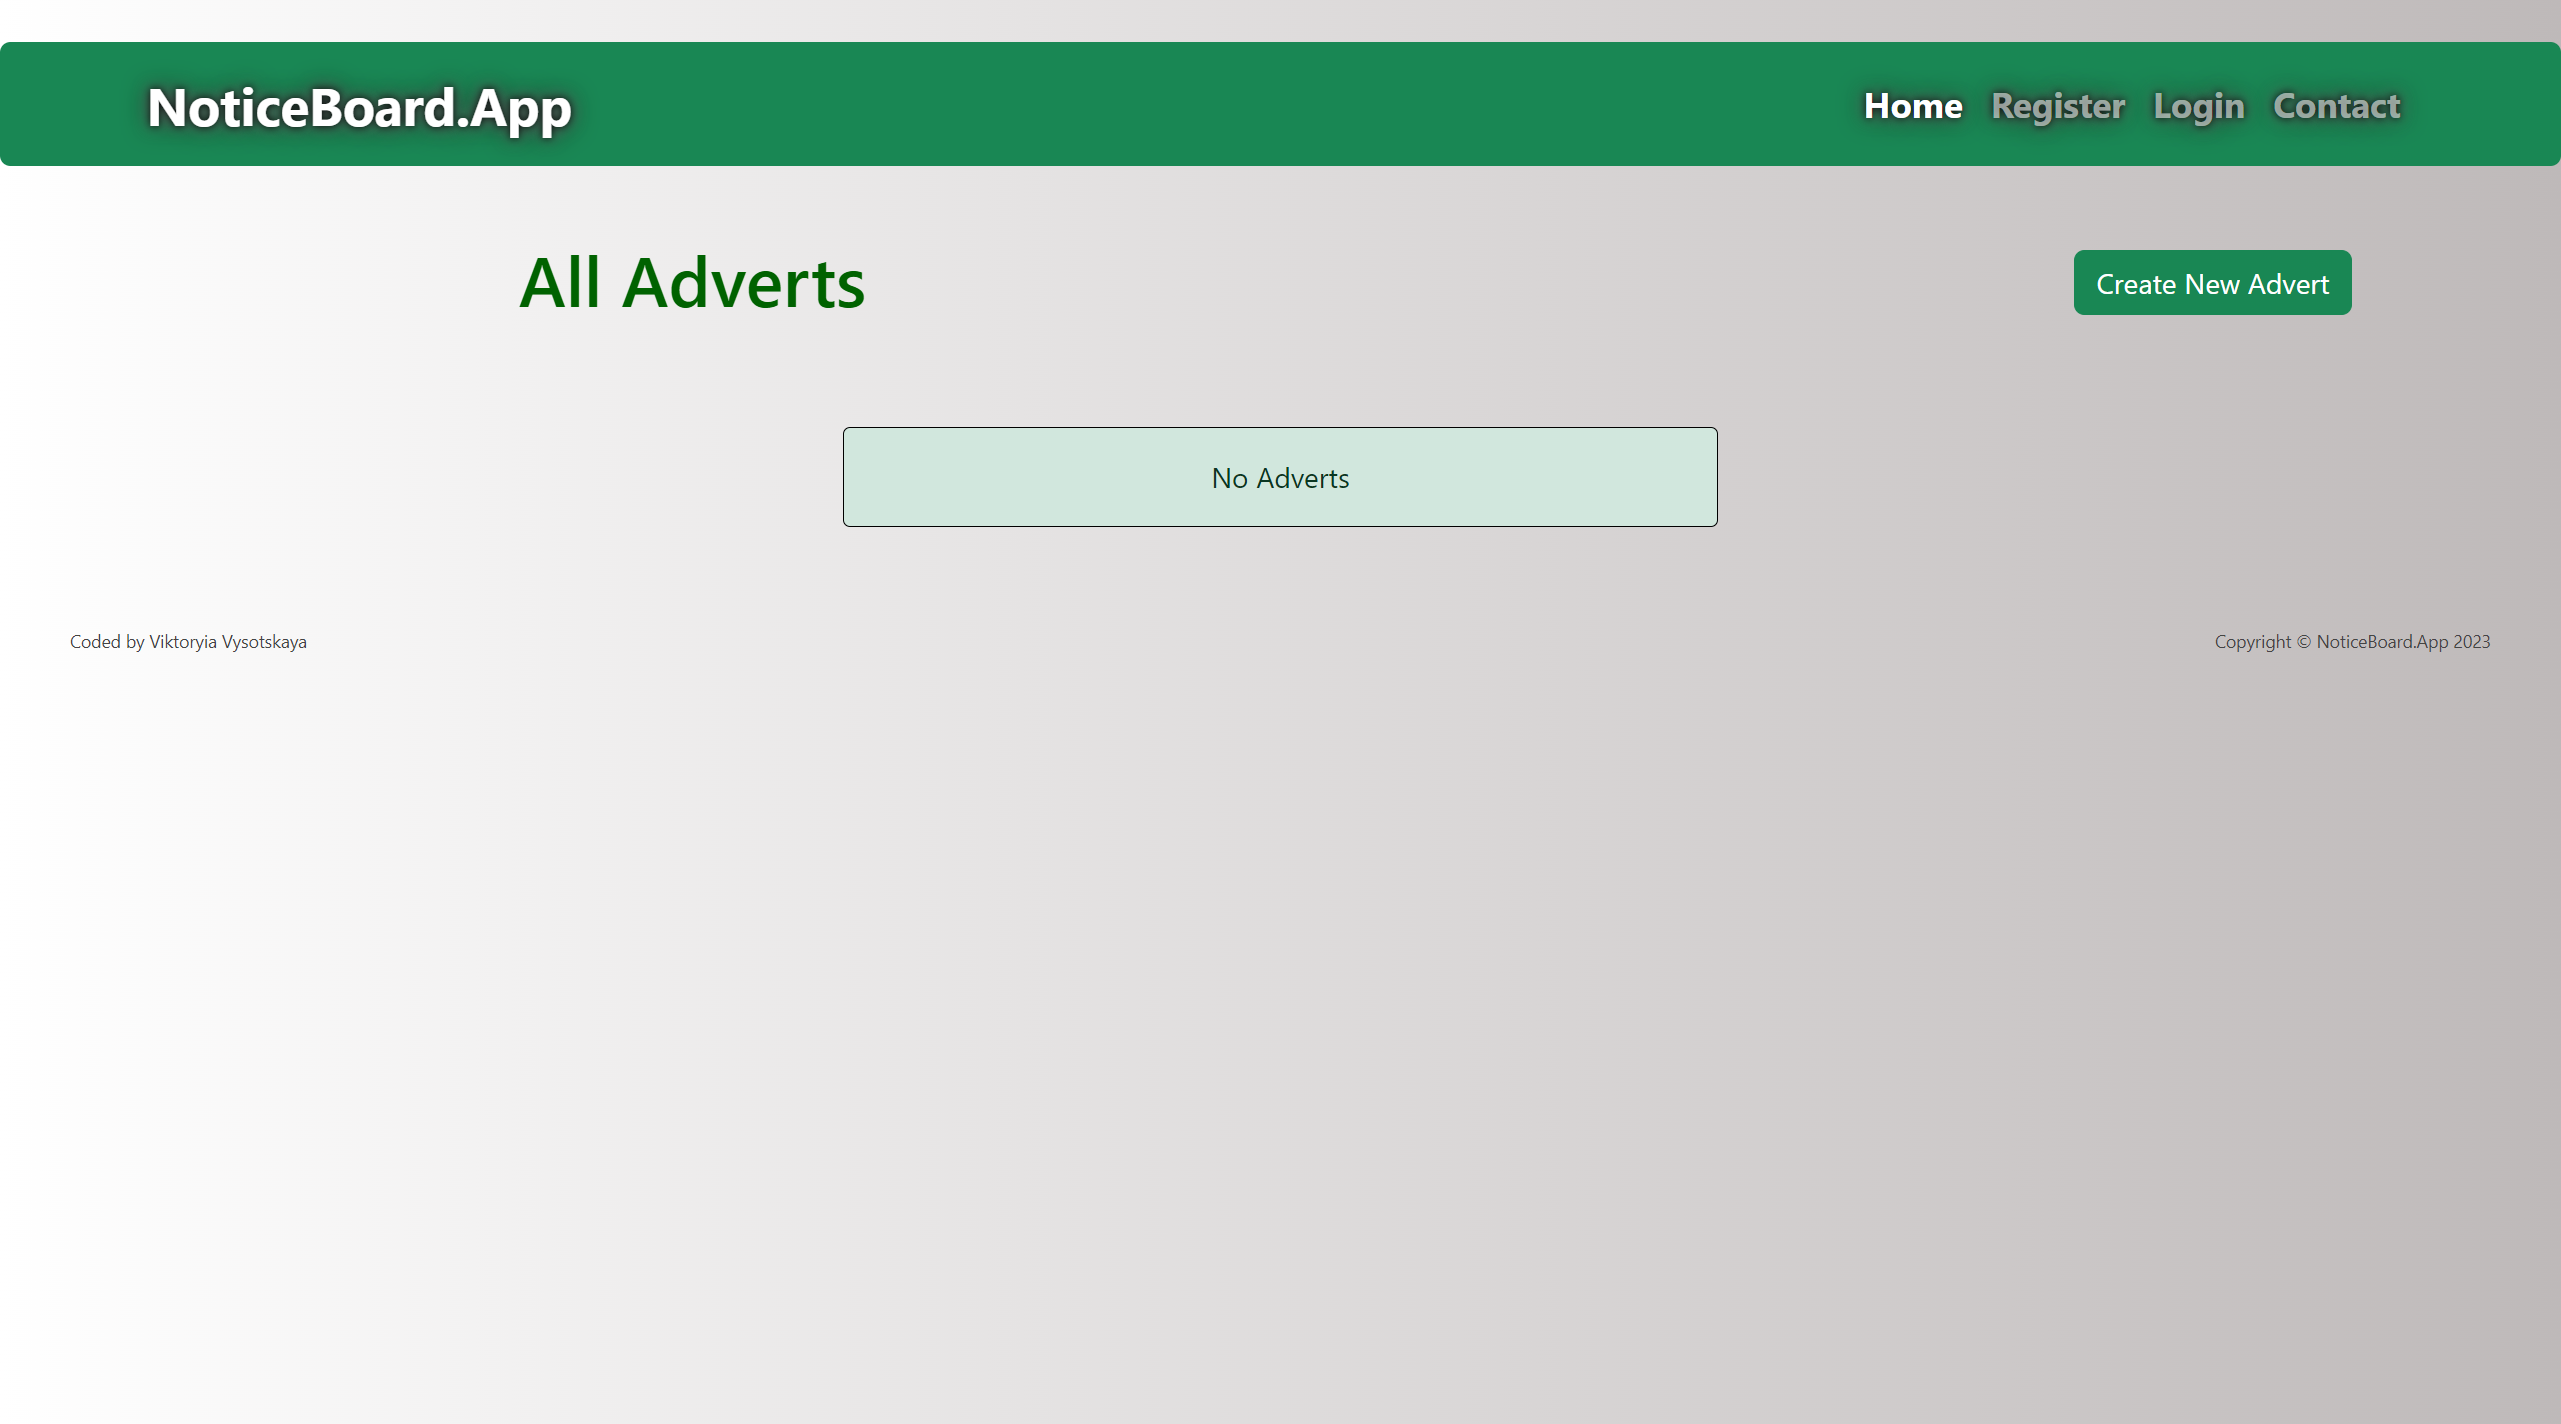 NoticeBoard.App
Home Register Login Contact
All Adverts
Create New Advert
No Adverts
Coded by Viktoryia Vysotskaya
Copyright © NoticeBoard.App 2023